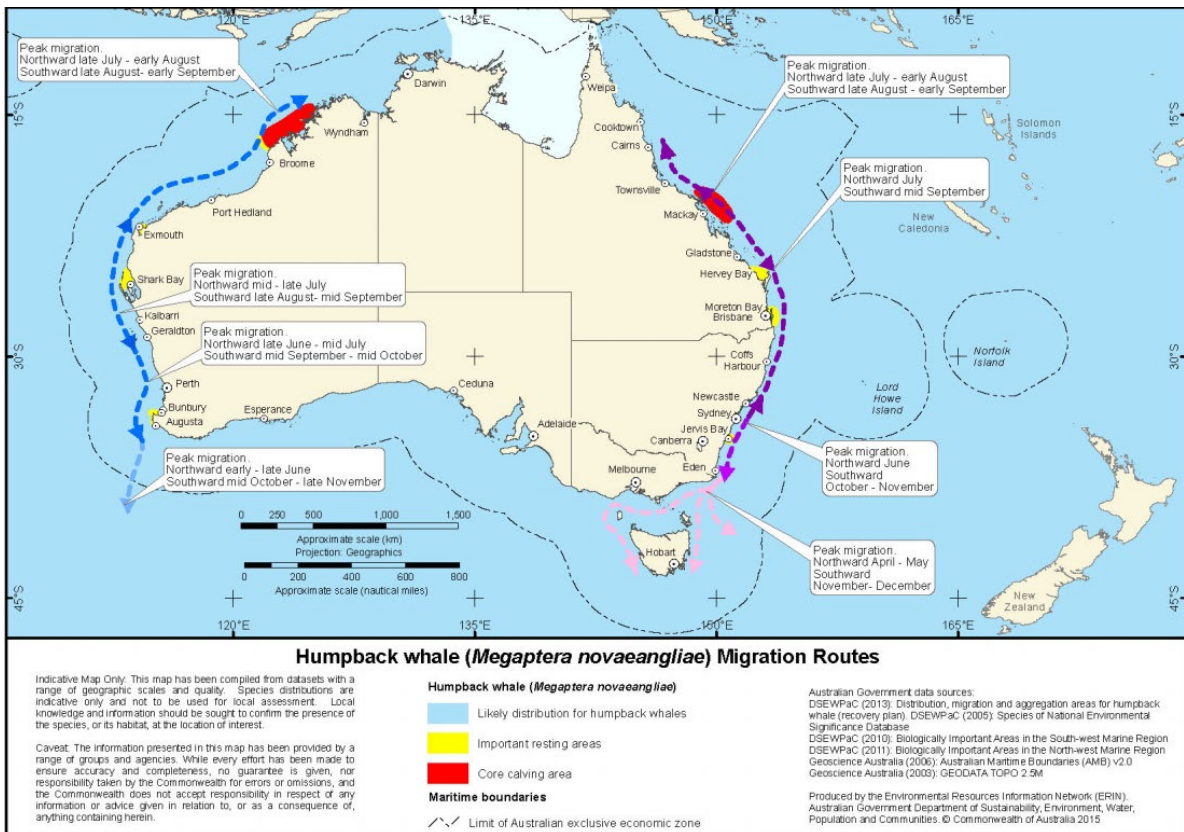 120°E
135°E
150°E
165°E
Peak migration.
Northward late July - early August
Southward late August- early September
Peak migration.
Northward late July - early August
Southward late August - early September
Darwin
Weipa
15°S
15°S
Wyndham
Cooktown
Solomon
Islands
Cairns
Broome
Peak migration.
Northward July
Southward mid September
Townsville
Port Hedland
Mackay
New
Caledonia
Exmouth
Gladstone
Shark Bay
Hervey Bay
Peak migration.
Northward mid - late July
Southward late August- mid September
Kalbarri
Moreton Bay
Brisbane
Geraldton
Peak migration.
Northward late June - mid July
Southward mid September - mid October
30°S
30°S
Coffs
Harbour
Norfolk
Island
Perth
Ceduna
Lord
Howe
Island
Bunbury
Esperance
Newcastle
Augusta
Sydney
Adelaide
Jervis Bay
Canberra
Peak migration.
Northward early - late June
Southward mid October - late November
Melbourne
Eden
Peak migration.
Northward June
Southward
October - November
0
250
500
1,000
1,500
Approximate scale (km)
Projection: Geographics
0
100
200
400
600
800
Approximate scale (nautical miles)
Hobart
Peak migration.
Northward April - May
Southward
November- December
New
Zealand
45°S
45°S
120°E
135°E
150°E
165°E
Humpback whale (Megaptera novaeangliae) Migration Routes
Indicative Map Only: This map has been compiled from datasets with a
range of geographic scales and quality. Species distributions are
indicative only and not to be used for local assessment. Local
knowledge and information should be sought to confirm the presence of
the species, or its habitat, at the location of interest.
Caveat: The information presented in this map has been provided by a
range of groups and agencies. While every effort has been made to
ensure accuracy and completeness, no guarantee is given, nor
responsibility taken by the Commonwealth for errors or omissions, and
the Commonwealth does not accept responsibility in respect of any
information or advice given in relation to, or as a consequence of,
anything containing herein.
Humpback whale (Megaptera novaeangliae)
Likely distribution for humpback whales
Important resting areas
Core calving area
Maritime boundaries
Limit of Australian exclusive economic zone
Australian Government data sources:
DSEWPaC (2013): Distribution, migration and aggregation areas for humpback
whale (recovery plan). DSEWPaC (2005): Species of National Environmental
Significance Database
DSEWPaC (2010): Biologically Important Areas in the South-west Marine Region
DSEWPaC (2011): Biologically Important Areas in the North-west Marine Region
Geoscience Australia (2006): Australian Maritime Boundaries (AMB) v2.0
Geoscience Australia (2003): GEODATA TOPO 2.5M
Produced by the Environmental Resources Information Network (ERIN).
Australian Government Department of Sustainability, Environment, Water,
Population and Communities. © Commonwealth of Australia 2015